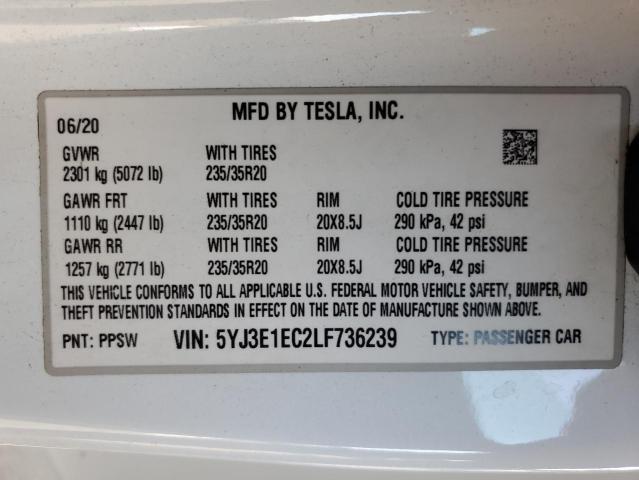 MFD BY TESLA, INC.
06/20
GVWR WITH TIRES
2301 kg (5072 lb) 235/35R20
GAWR FRT WITH TIRES RIM COLD TIRE PRESSURE
1110 kg (2447 lb) 235/35R20 20X8.5J 290 kPa, 42 psi
GAWR RR WITH TIRES RIM COLD TIRE PRESSURE
1257 kg (2771 lb) 235/35R20 20X8.5J 290 kPa, 42 psi
THIS VEHICLE CONFORMS TO ALL APPLICABLE U.S. FEDERAL MOTOR VEHICLE SAFETY, BUMPER, AND
THEFT PREVENTION STANDARDS IN EFFECT ON THE DATE OF MANUFACTURE SHOWN ABOVE.
PNT: PPSW VIN: 5YJ3E1EC2LF736239 TYPE: PASSENGER CAR